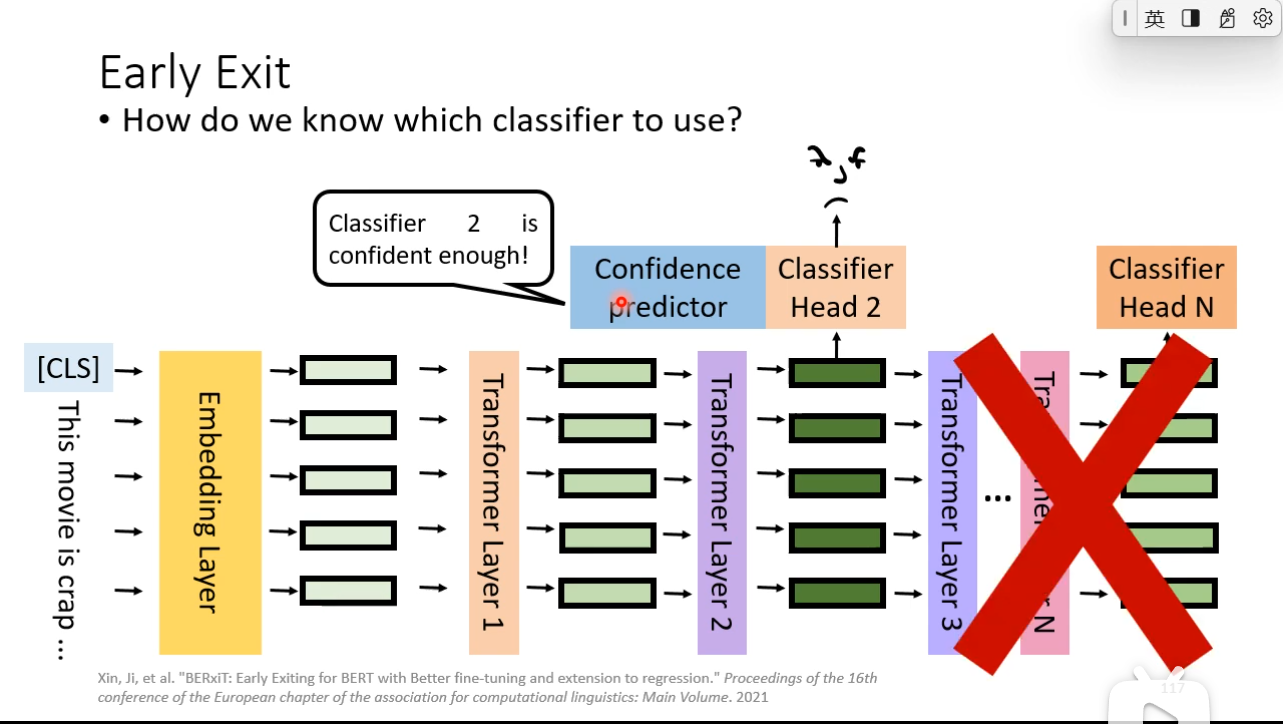 英
Early Exit
• How do we know which classifier to use?
Classifier 2 is
confident enough!
Confidence
predictor
Classifier
Head 2
Classifier
Head N
[CLS]
This movie is crap ...
Embedding Layer
Transformer Layer 1
Transformer Layer 2
Transformer Layer 3
...
Xin, Ji, et al. "BERxiT: Early Exiting for BERT with Better fine-tuning and extension to regression." Proceedings of the 16th
conference of the European chapter of the association for computational linguistics: Main Volume. 2021
117